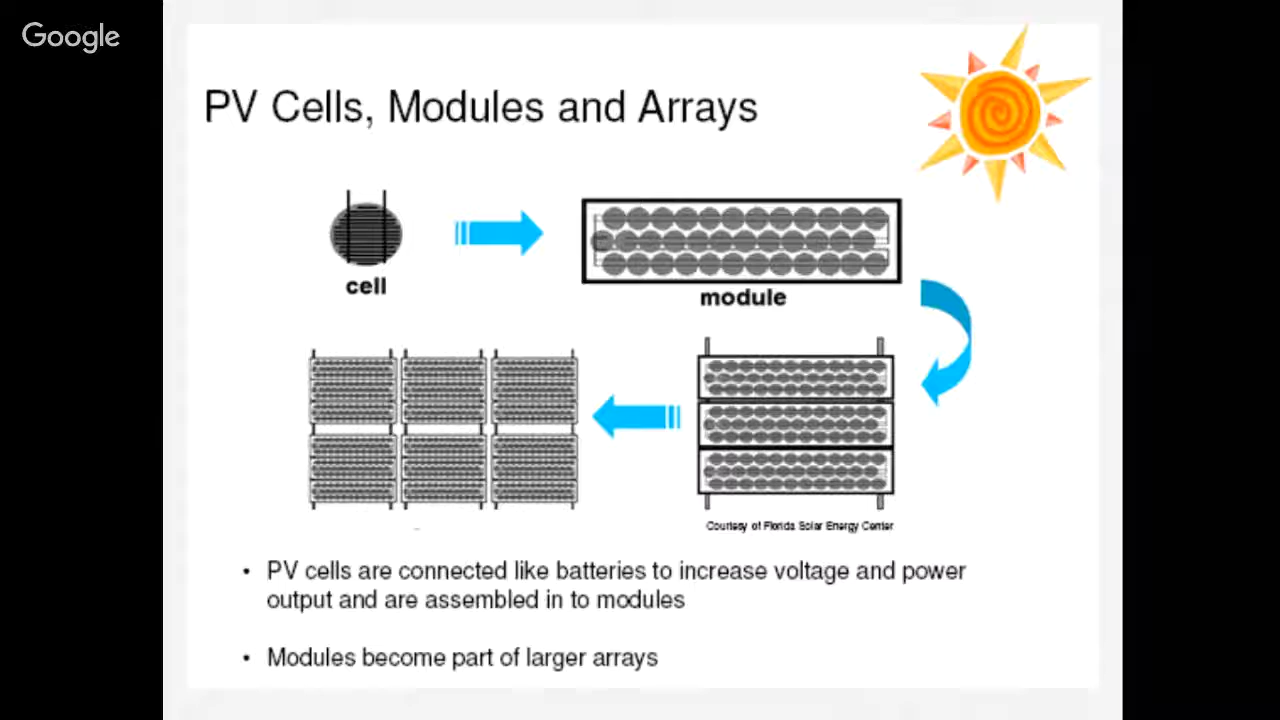 Google
PV Cells, Modules and Arrays
cell
module
Courtesy of Florida Solar Energy Center
• PV cells are connected like batteries to increase voltage and power
output and are assembled in to modules
• Modules become part of larger arrays